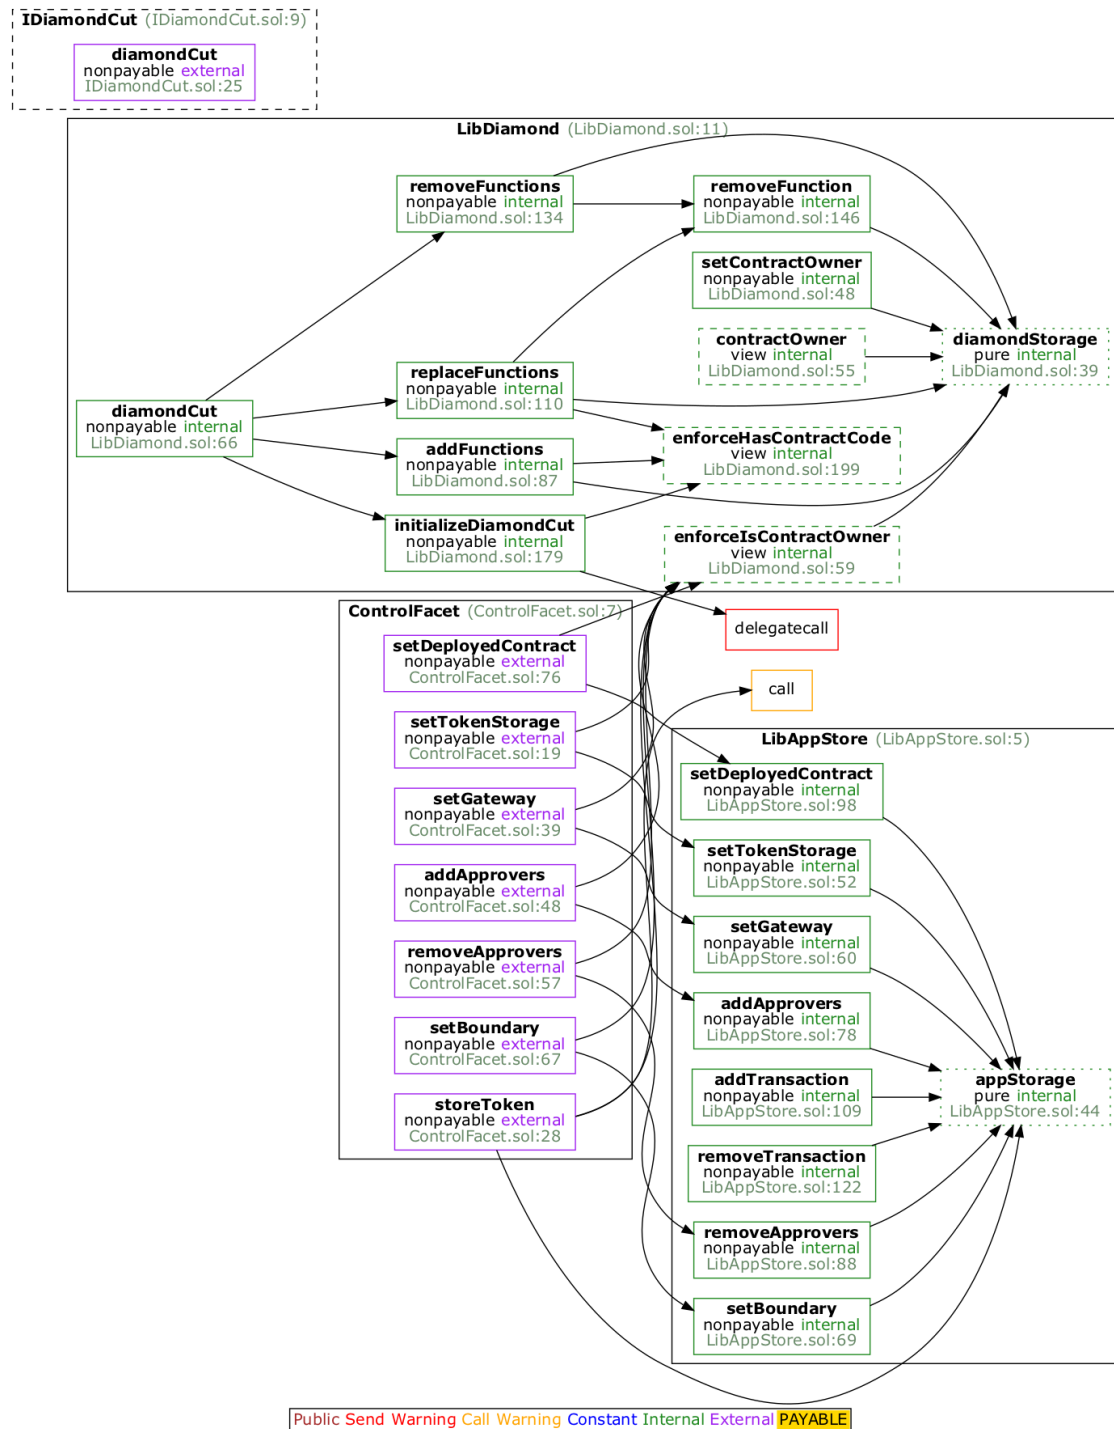 IDiamondCut (IDiamondCut.sol:9)
diamondCut
nonpayable external
IDiamondCut.sol:25
LibDiamond (LibDiamond.sol:11)
removeFunctions
nonpayable internal
LibDiamond.sol:134
removeFunction
nonpayable internal
LibDiamond.sol:146
setContractOwner
nonpayable internal
LibDiamond.sol:48
contractOwner
view internal
LibDiamond.sol:55
diamondStorage
pure internal
LibDiamond.sol:39
replaceFunctions
nonpayable internal
LibDiamond.sol:110
diamondCut
nonpayable internal
LibDiamond.sol:66
enforceHasContractCode
view internal
LibDiamond.sol:199
addFunctions
nonpayable internal
LibDiamond.sol:87
initializeDiamondCut
nonpayable internal
LibDiamond.sol:179
enforceIsContractOwner
view internal
LibDiamond.sol:59
ControlFacet (ControlFacet.sol:7)
delegatecall
setDeployedContract
nonpayable external
ControlFacet.sol:76
call
setTokenStorage
nonpayable external
ControlFacet.sol:19
setGateway
nonpayable external
ControlFacet.sol:39
addApprovers
nonpayable external
ControlFacet.sol:48
removeApprovers
nonpayable external
ControlFacet.sol:57
setBoundary
nonpayable external
ControlFacet.sol:67
storeToken
nonpayable external
ControlFacet.sol:28
LibAppStore (LibAppStore.sol:5)
setDeployedContract
nonpayable internal
LibAppStore.sol:98
setTokenStorage
nonpayable internal
LibAppStore.sol:52
setGateway
nonpayable internal
LibAppStore.sol:60
addApprovers
nonpayable internal
LibAppStore.sol:78
addTransaction
nonpayable internal
LibAppStore.sol:109
appStorage
pure internal
LibAppStore.sol:44
removeTransaction
nonpayable internal
LibAppStore.sol:122
removeApprovers
nonpayable internal
LibAppStore.sol:88
setBoundary
nonpayable internal
LibAppStore.sol:69
Public Send Warning Call Warning Constant Internal External PAYABLE